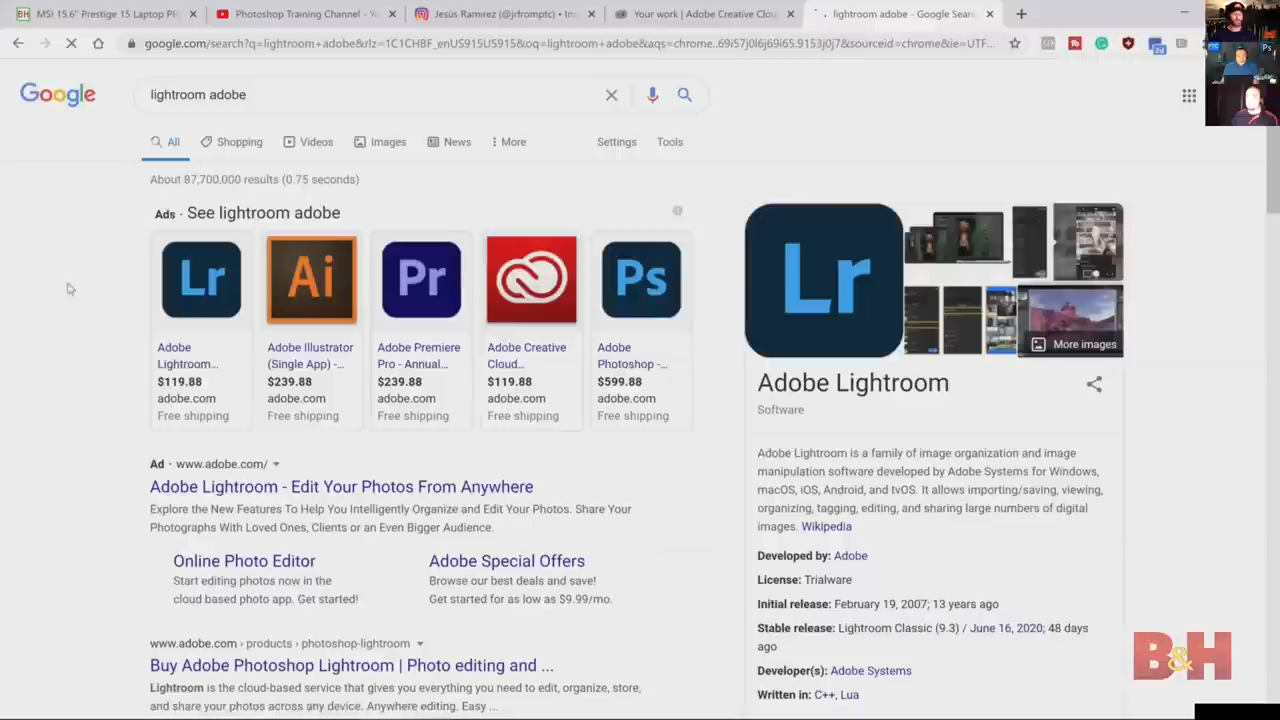 MSI 15.6" Prestige 15 Laptop PR
Photoshop Training Channel - Y
Jesús Ramirez (@jrfromptc) • Ins
Your work | Adobe Creative Clou
lightroom adobe - Google Sear
google.com/search?q=lightroom+adobe&rlz=1C1CHBF_enUS915US915&oq=lightroom+adobe&aqs=chrome..69i57j0l6j69i65.9153j0j7&sourceid=chrome&ie=UTF...
Google
lightroom adobe
All
Shopping
Videos
Images
News
More
Settings
Tools
About 87,700,000 results (0.75 seconds)
Ads · See lightroom adobe
Lr
Ai
Pr
Ps
Adobe Lightroom...
$119.88
adobe.com
Free shipping
Adobe Illustrator
(Single App) -...
$239.88
adobe.com
Free shipping
Adobe Premiere
Pro - Annual...
$239.88
adobe.com
Free shipping
Adobe Creative
Cloud...
$119.88
adobe.com
Free shipping
Adobe
Photoshop -...
$599.88
adobe.com
Free shipping
Ad · www.adobe.com/
Adobe Lightroom - Edit Your Photos From Anywhere
Explore the New Features To Help You Intelligently Organize and Edit Your Photos. Share Your
Photographs With Loved Ones, Clients or an Even Bigger Audience.
Online Photo Editor
Start editing photos now in the
cloud based photo app. Get started!
Adobe Special Offers
Browse our best deals and save!
Get started for as low as $9.99/mo.
www.adobe.com › products › photoshop-lightroom
Buy Adobe Photoshop Lightroom | Photo editing and ...
Lightroom is the cloud-based service that gives you everything you need to edit, organize, store,
and share your photos across any device. Anywhere editing. Easy ...
Lr
More images
Adobe Lightroom
Software
Adobe Lightroom is a family of image organization and image
manipulation software developed by Adobe Systems for Windows,
macOS, iOS, Android, and tvOS. It allows importing/saving, viewing,
organizing, tagging, editing, and sharing large numbers of digital
images. Wikipedia
Developed by: Adobe
License: Trialware
Initial release: February 19, 2007; 13 years ago
Stable release: Lightroom Classic (9.3) / June 16, 2020; 48 days
ago
Developer(s): Adobe Systems
Written in: C++, Lua
B&H